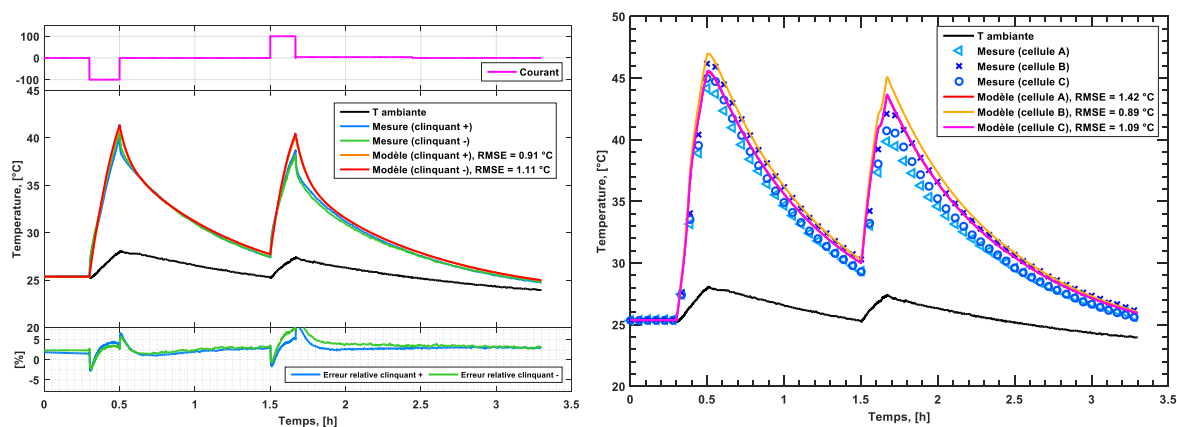 100
0
-100
Courant
45
40
35
30
25
20
Temperature, [°C]
T ambiante
Mesure (clinquant +)
Mesure (clinquant -)
Modèle (clinquant +), RMSE = 0.91 °C
Modèle (clinquant -), RMSE = 1.11 °C
5
0
-5
[%]
Erreur relative clinquant +
Erreur relative clinquant -
0
0.5
1
1.5
2
2.5
3
3.5
Temps, [h]
50
45
40
35
30
25
20
Temperature, [°C]
T ambiante
Mesure (cellule A)
Mesure (cellule B)
Mesure (cellule C)
Modèle (cellule A), RMSE = 1.42 °C
Modèle (cellule B), RMSE = 0.89 °C
Modèle (cellule C), RMSE = 1.09 °C
0
0.5
1
1.5
2
2.5
3
3.5
Temps, [h]